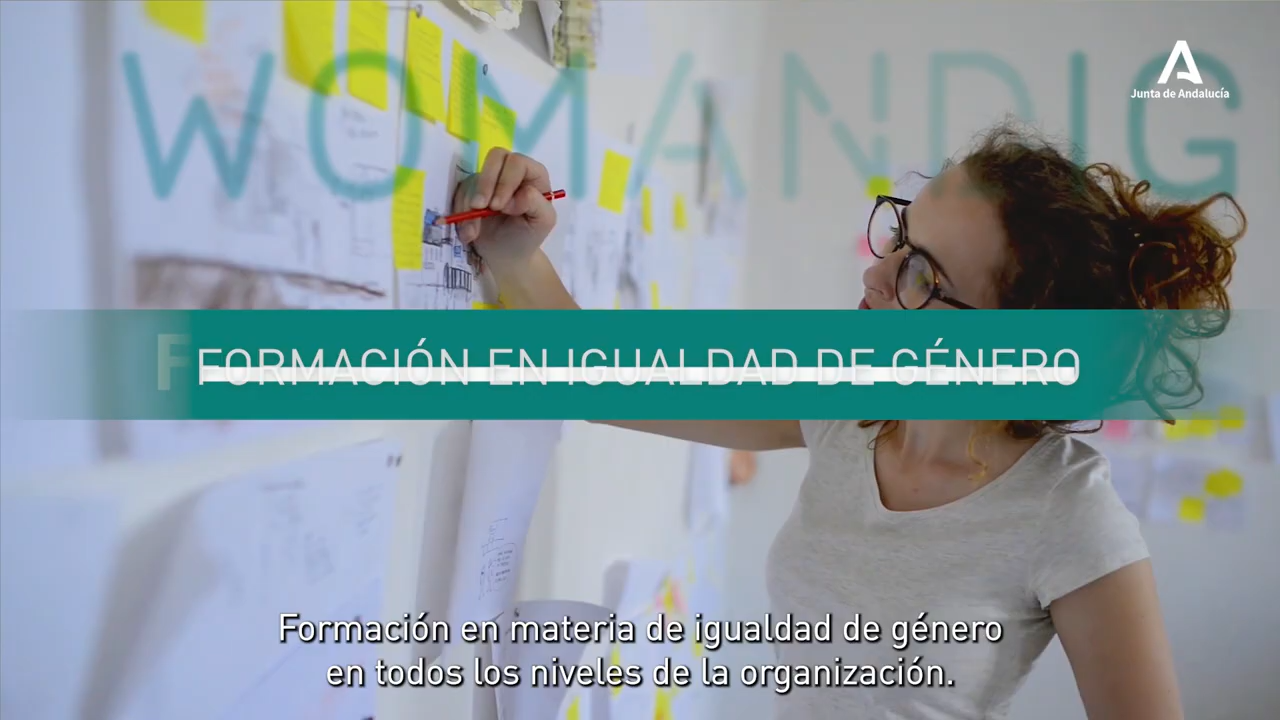 WOMANDIG
Junta de Andalucía
FORMACIÓN EN IGUALDAD DE GÉNERO
Formación en materia de igualdad de género
en todos los niveles de la organización.